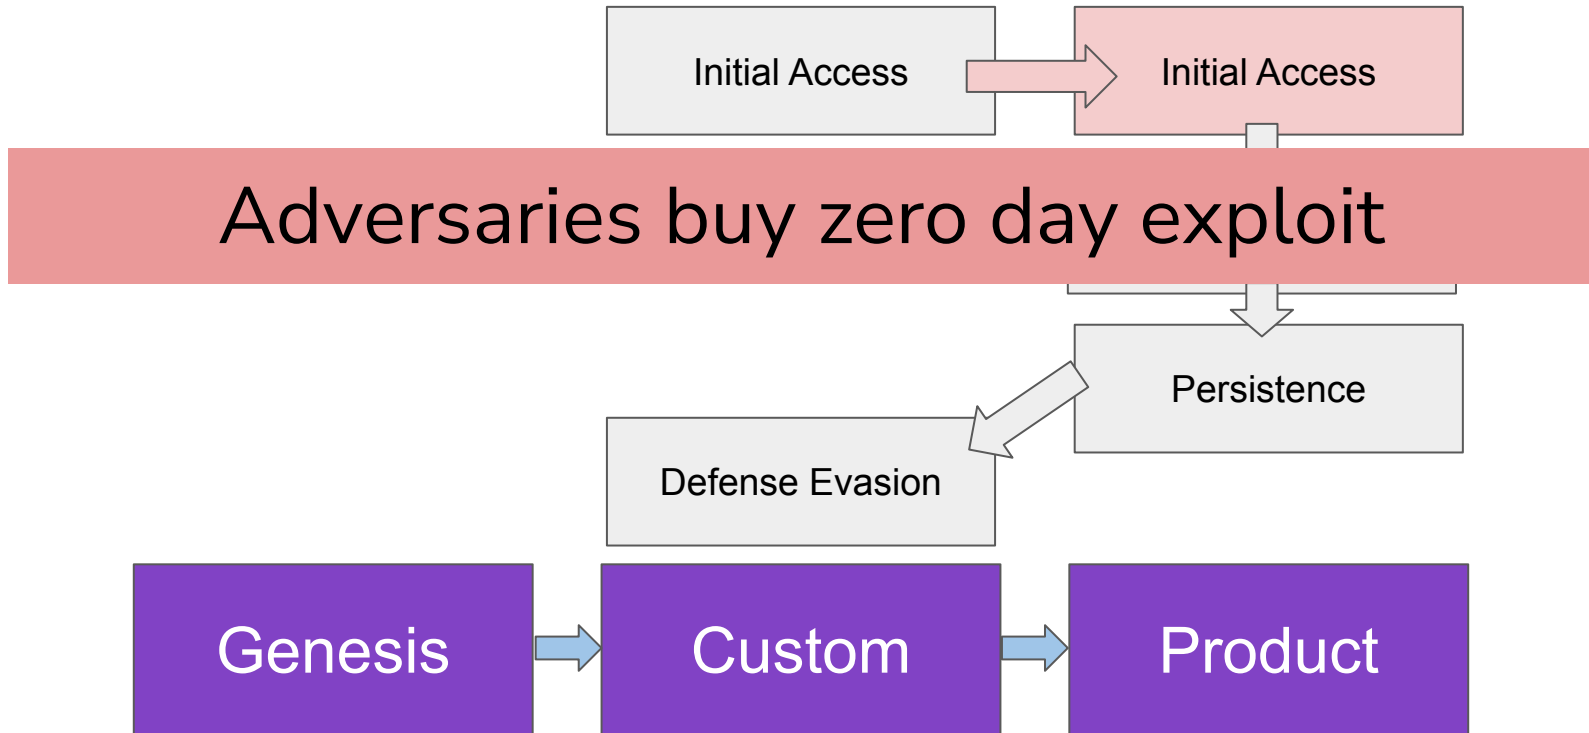 Initial Access
Initial Access
Adversaries buy zero day exploit
Persistence
Defense Evasion
Genesis
Custom
Product